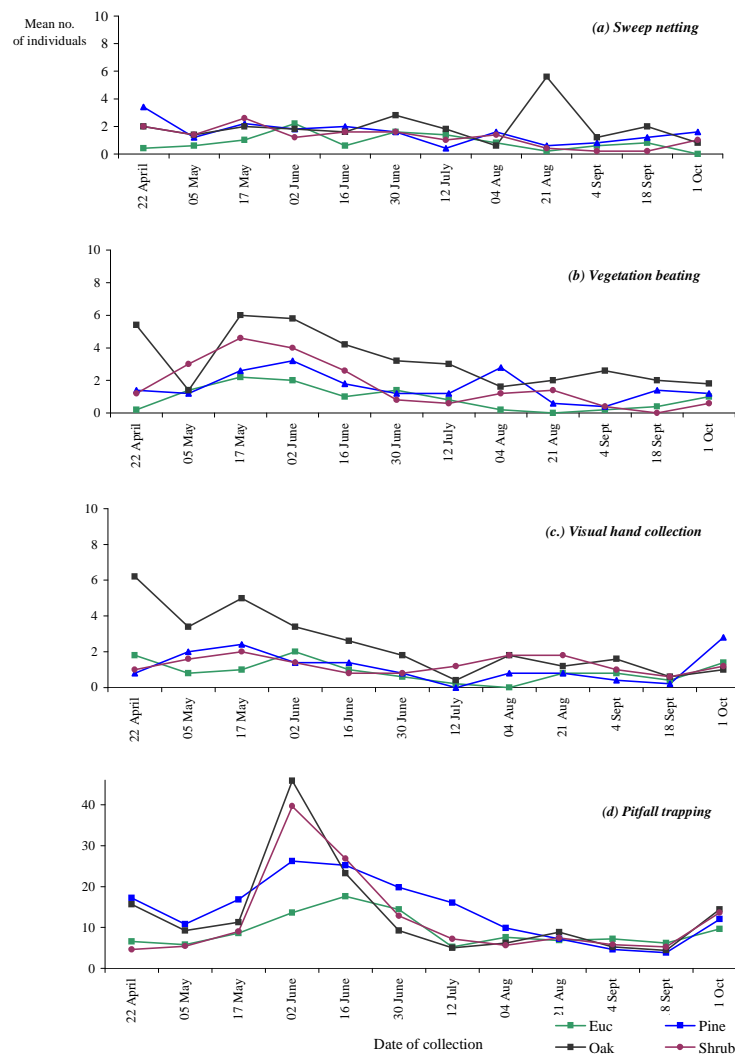 Mean no.
of individuals
(a) Sweep netting
10
8
6
4
2
0
22 April
05 May
17 May
02 June
16 June
30 June
12 July
04 Aug
21 Aug
4 Sept
18 Sept
1 Oct
(b) Vegetation beating
10
8
6
4
2
0
22 April
05 May
17 May
02 June
16 June
30 June
12 July
04 Aug
21 Aug
4 Sept
18 Sept
1 Oct
(c.) Visual hand collection
10
8
6
4
2
0
22 April
05 May
17 May
02 June
16 June
30 June
12 July
04 Aug
21 Aug
4 Sept
18 Sept
1 Oct
(d) Pitfall trapping
40
30
20
10
0
22 April
05 May
17 May
02 June
16 June
30 June
12 July
04 Aug
21 Aug
4 Sept
18 Sept
1 Oct
Date of collection
Euc
Pine
Oak
Shrub